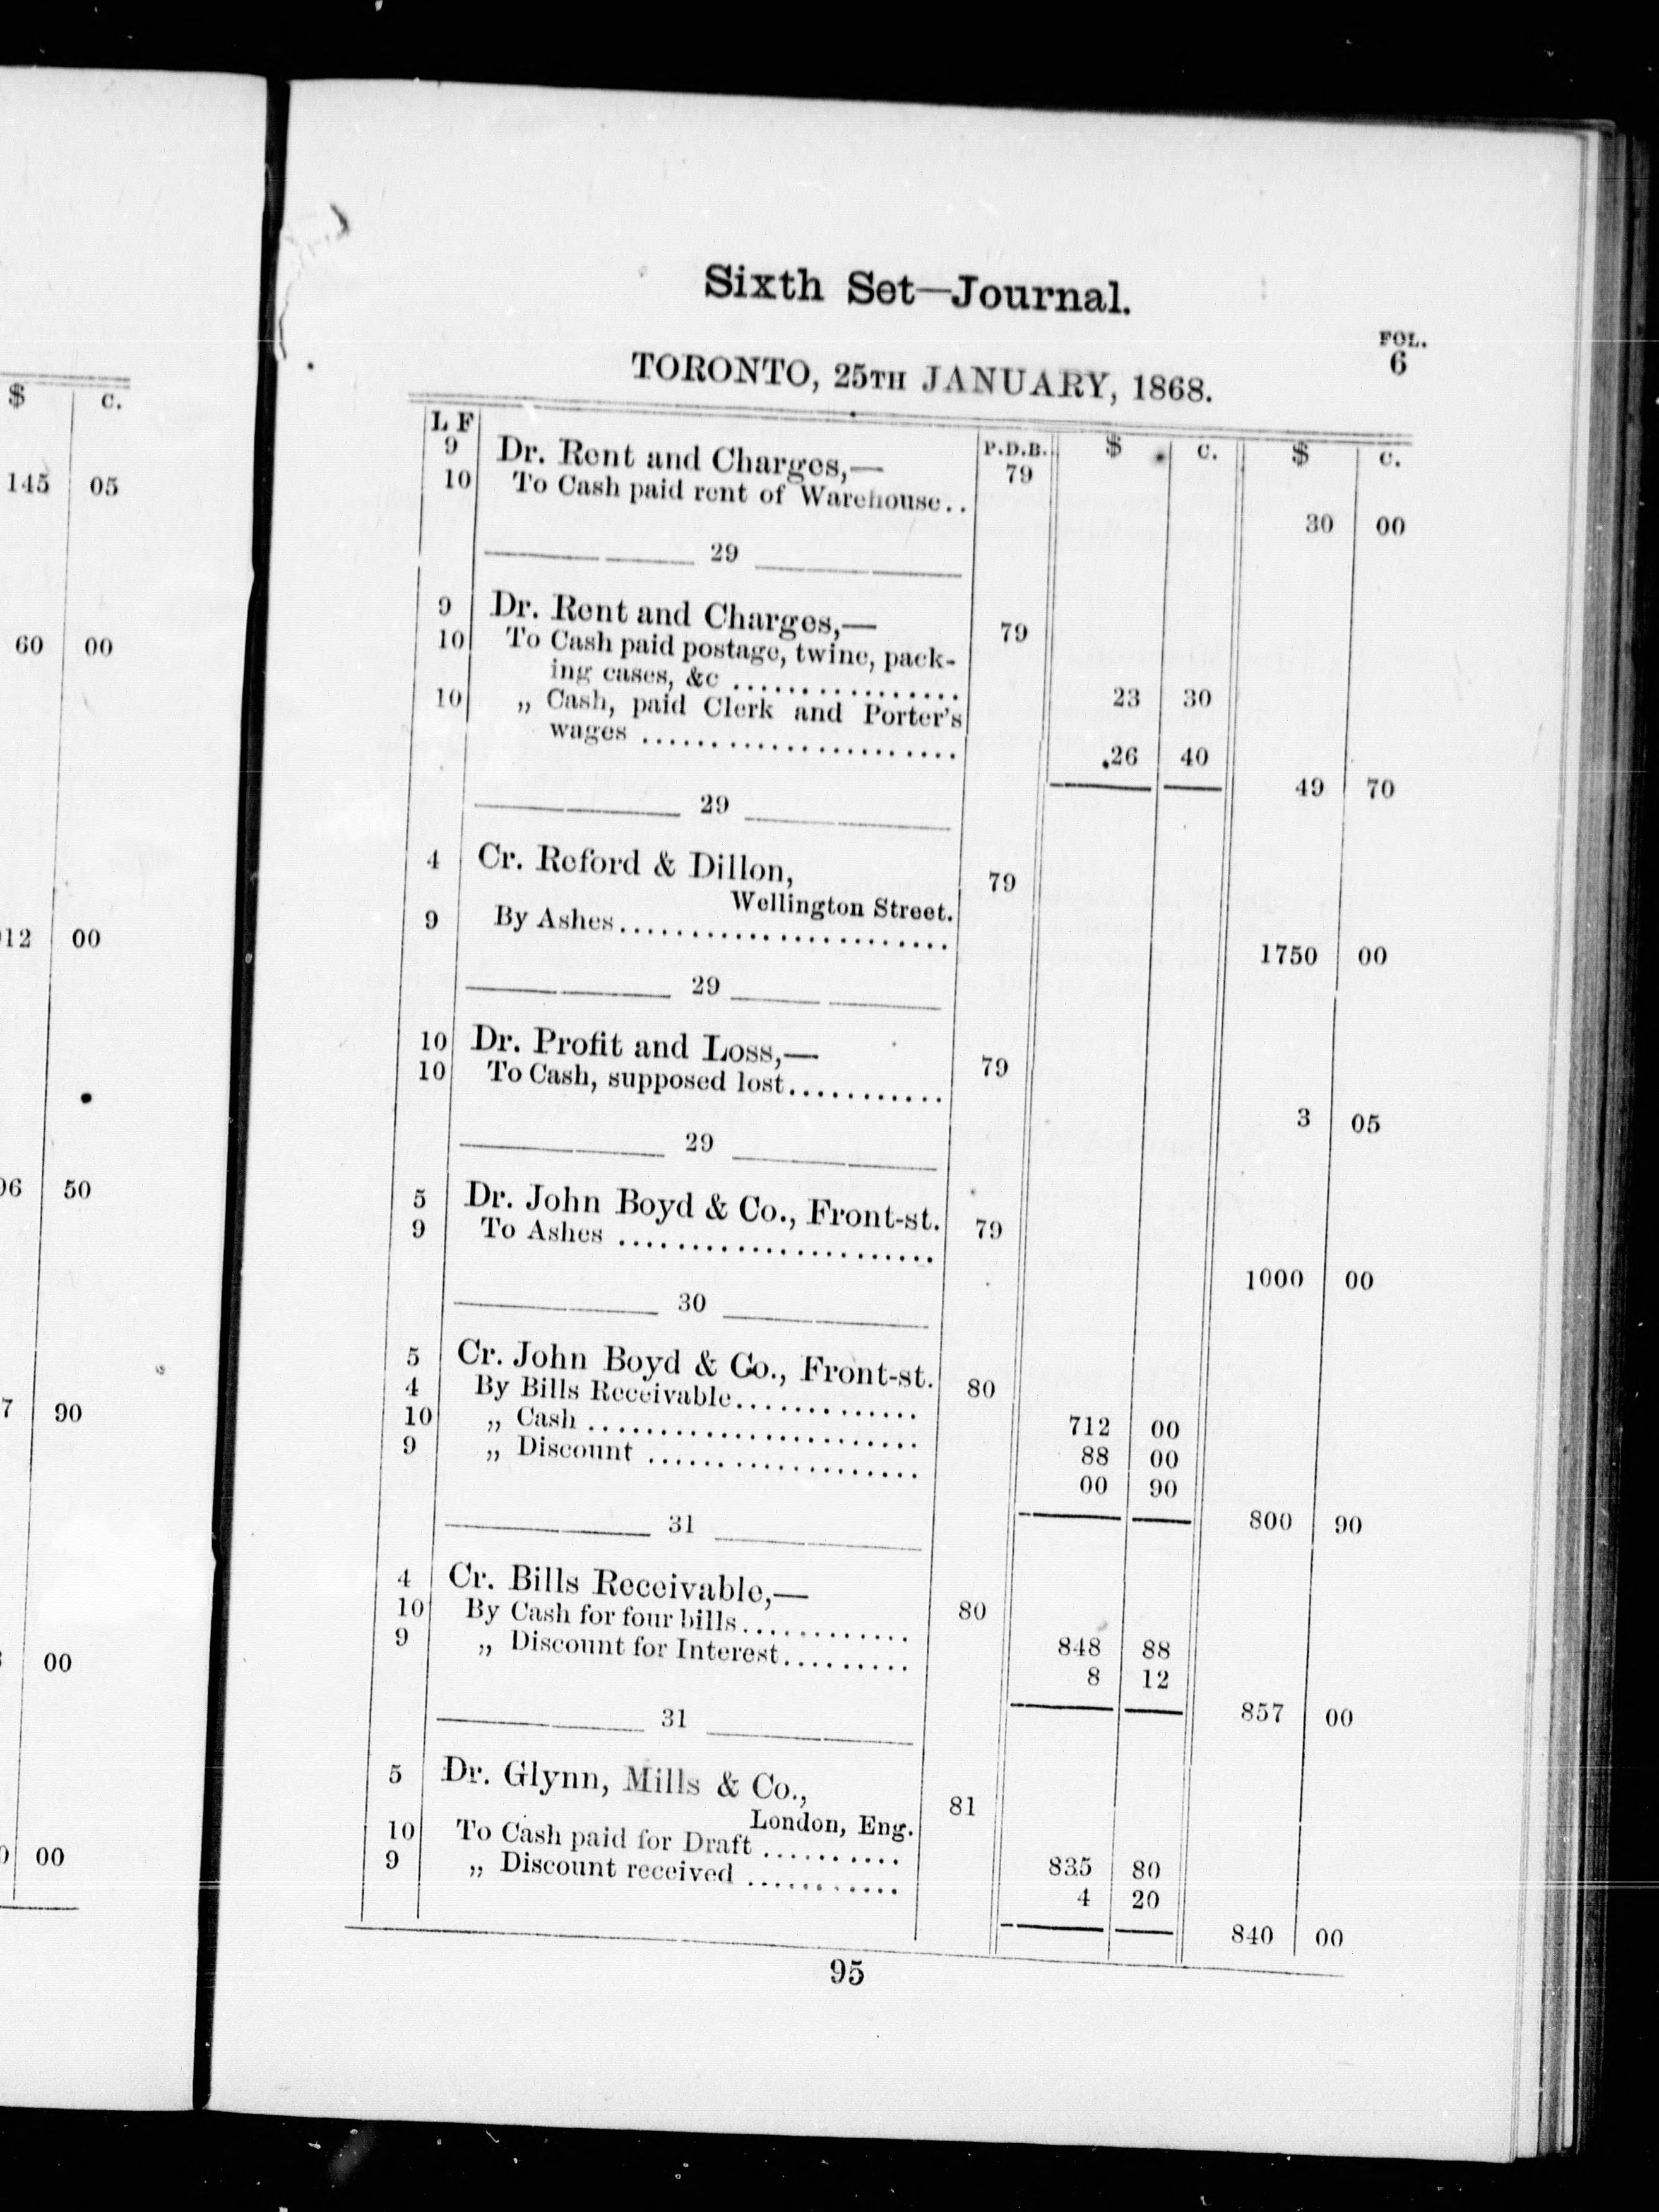 $ c.
145 05
60 00
12 00
06 50
7 90
00
00
Sixth Set—Journal.
FOL.
6
TORONTO, 25TH JANUARY, 1868.
L F P.D.B. $ c. $ c.
9 Dr. Rent and Charges,— 79
10 To Cash paid rent of Warehouse.. 30 00
29
9 Dr. Rent and Charges,— 79
10 To Cash paid postage, twine, pack-
ing cases, &c ................. 23 30
10 „ Cash, paid Clerk and Porter's
wages ....................... 26 40
49 70
29
4 Cr. Reford & Dillon, 79
Wellington Street.
9 By Ashes........................ 1750 00
29
10 Dr. Profit and Loss,— 79
10 To Cash, supposed lost........... 3 05
29
5 Dr. John Boyd & Co., Front-st. 79
9 To Ashes ....................... 1000 00
30
5 Cr. John Boyd & Co., Front-st. 80
4 By Bills Receivable............. 712 00
10 „ Cash ........................ 88 00
9 „ Discount .................... 00 90
800 90
31
4 Cr. Bills Receivable,— 80
10 By Cash for four bills............ 848 88
9 „ Discount for Interest......... 8 12
857 00
31
5 Dr. Glynn, Mills & Co., 81
London, Eng.
10 To Cash paid for Draft .......... 835 80
9 „ Discount received ........... 4 20
840 00
95